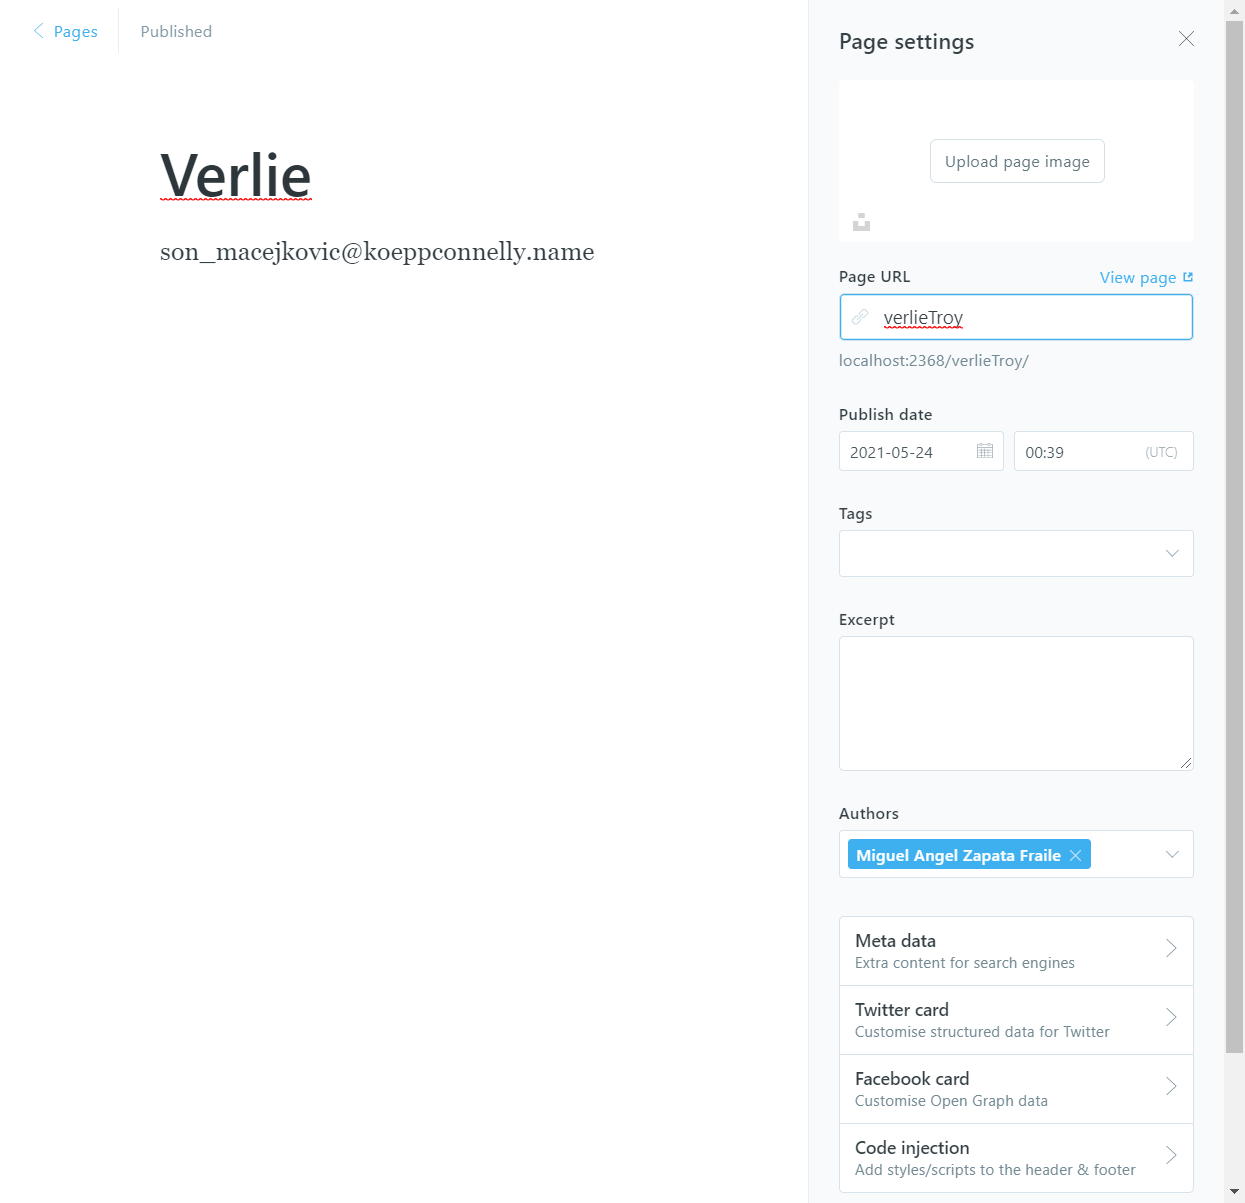 Pages
Published
Verlie
son_macejkovic@koeppconnelly.name
Page settings
Upload page image
Page URL
View page
verlieTroy
localhost:2368/verlieTroy/
Publish date
2021-05-24
00:39 (UTC)
Tags
Excerpt
Authors
Miguel Angel Zapata Fraile
Meta data
Extra content for search engines
Twitter card
Customise structured data for Twitter
Facebook card
Customise Open Graph data
Code injection
Add styles/scripts to the header & footer